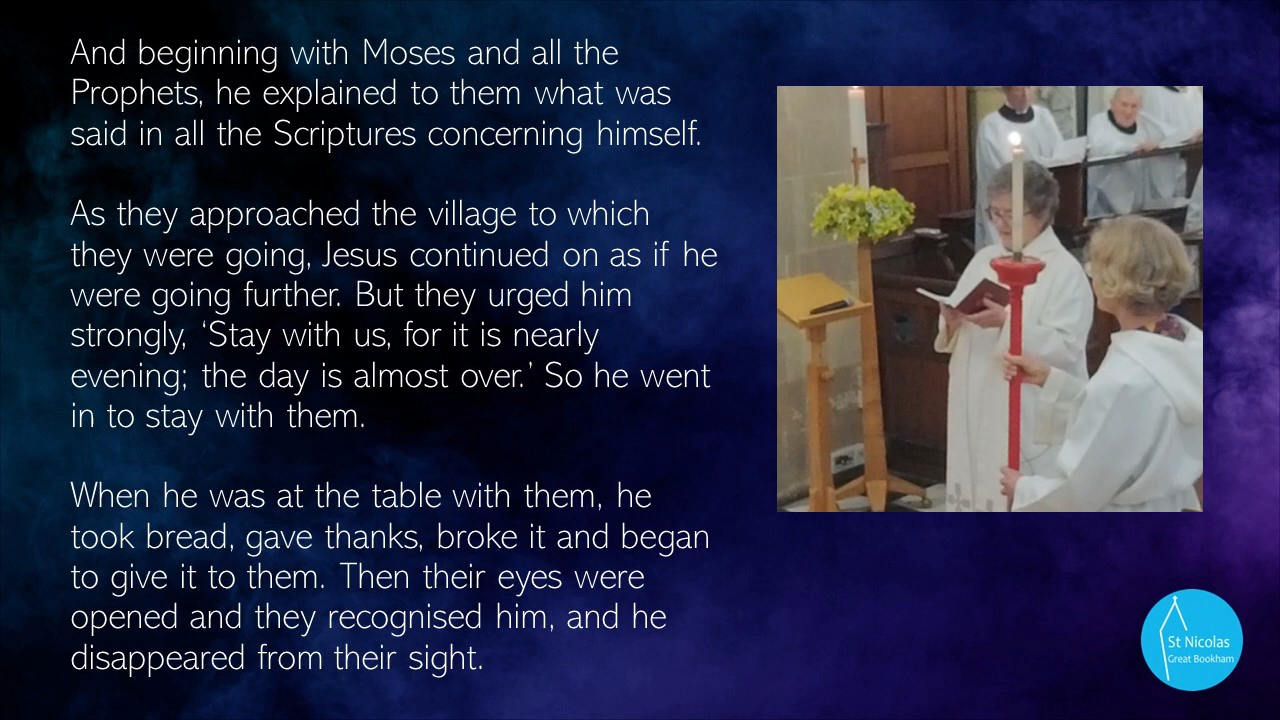 And beginning with Moses and all the
Prophets, he explained to them what was
said in all the Scriptures concerning himself.
As they approached the village to which
they were going, Jesus continued on as if he
were going further. But they urged him
strongly, ‘Stay with us, for it is nearly
evening; the day is almost over.’ So he went
in to stay with them.
When he was at the table with them, he
took bread, gave thanks, broke it and began
to give it to them. Then their eyes were
opened and they recognised him, and he
disappeared from their sight.
St Nicolas
Great Bookham